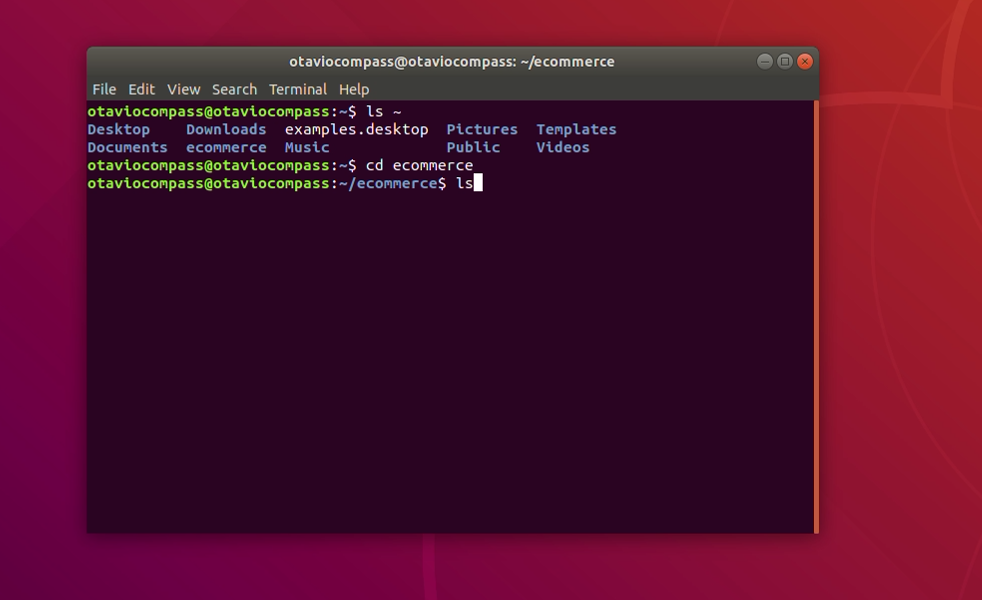 otaviocompass@otaviocompass: ~/ecommerce
File Edit View Search Terminal Help
otaviocompass@otaviocompass:~$ ls ~
Desktop Downloads examples.desktop Pictures Templates
Documents ecommerce Music Public Videos
otaviocompass@otaviocompass:~$ cd ecommerce
otaviocompass@otaviocompass:~/ecommerce$ ls